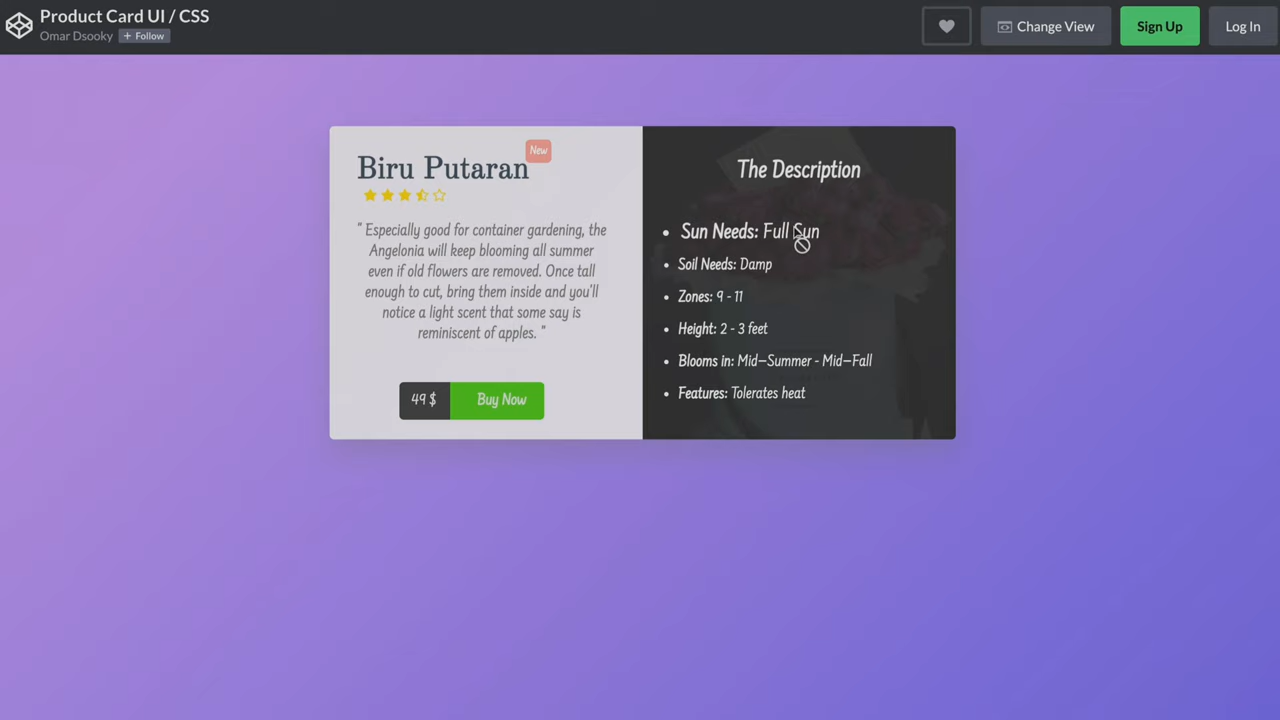 Product Card UI / CSS
Omar Dsooky
+ Follow
Change View
Sign Up
Log In
Biru Putaran
New
" Especially good for container gardening, the
Angelonia will keep blooming all summer
even if old flowers are removed. Once tall
enough to cut, bring them inside and you'll
notice a light scent that some say is
reminiscent of apples. "
49 $
Buy Now
The Description
Sun Needs: Full Sun
Soil Needs: Damp
Zones: 9 - 11
Height: 2 - 3 feet
Blooms in: Mid‒Summer - Mid‒Fall
Features: Tolerates heat